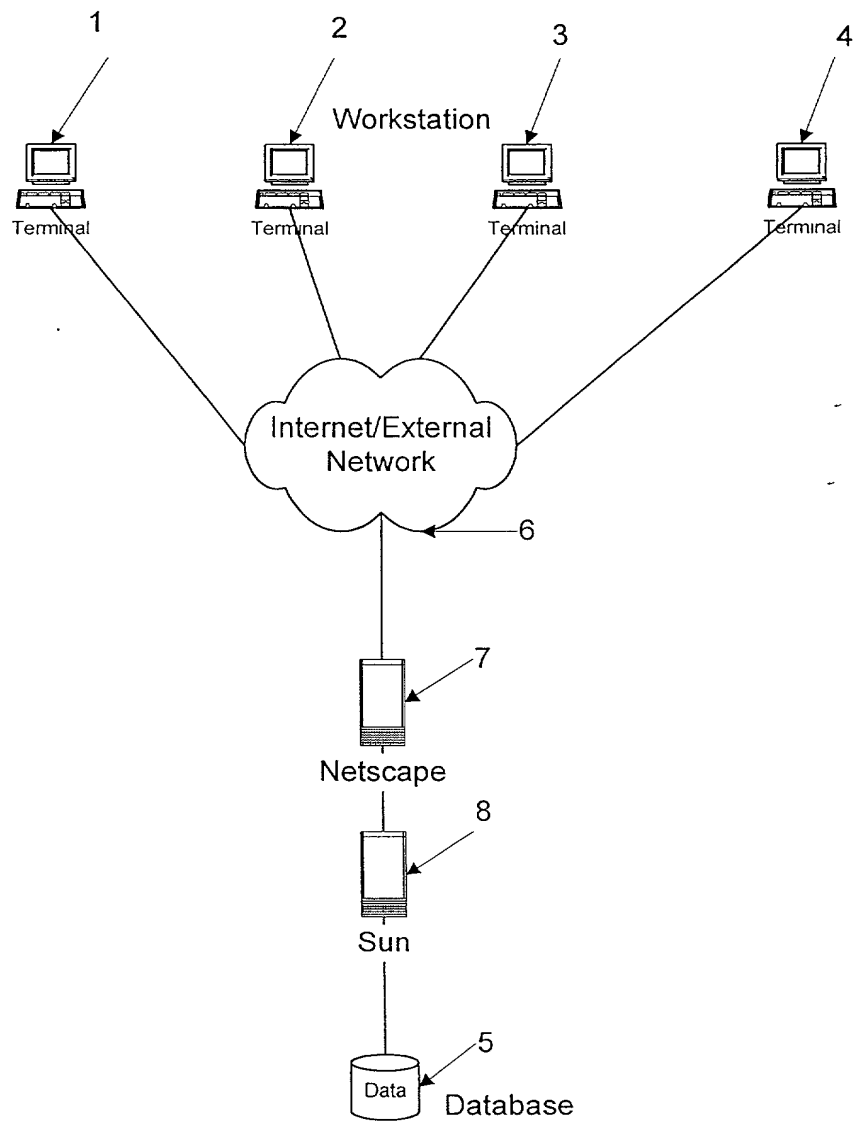 1 2 3 4
Workstation
Terminal Terminal Terminal Terminal
Internet/External
Network
6
7
Netscape
8
Sun
5
Data
Database